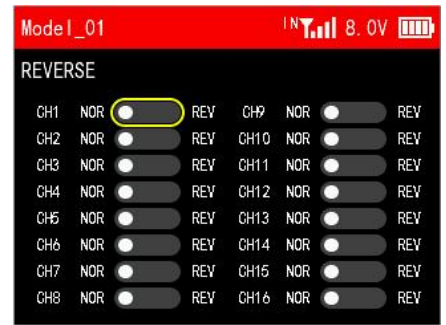 Model_01 IN 8.0V
REVERSE
CH1 NOR REV CH9 NOR REV
CH2 NOR REV CH10 NOR REV
CH3 NOR REV CH11 NOR REV
CH4 NOR REV CH12 NOR REV
CH5 NOR REV CH13 NOR REV
CH6 NOR REV CH14 NOR REV
CH7 NOR REV CH15 NOR REV
CH8 NOR REV CH16 NOR REV